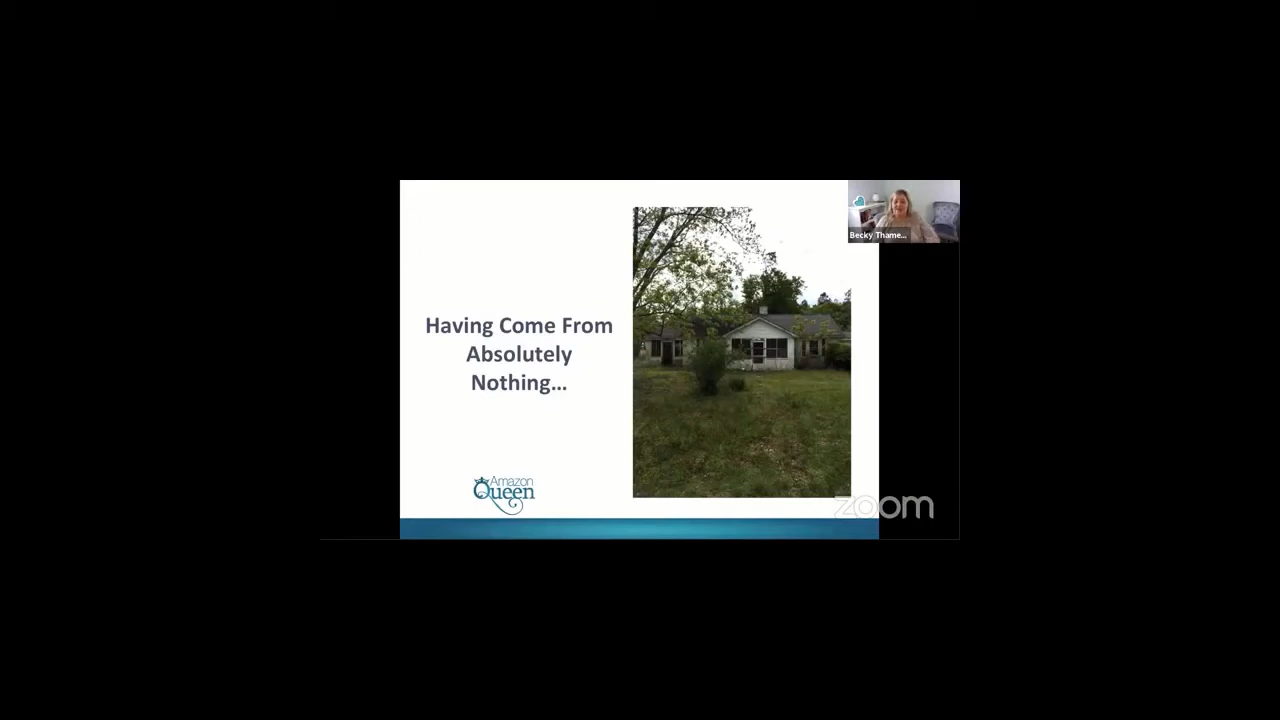 Becky Thame...
Having Come From
Absolutely
Nothing...
Amazon
Queen
zoom